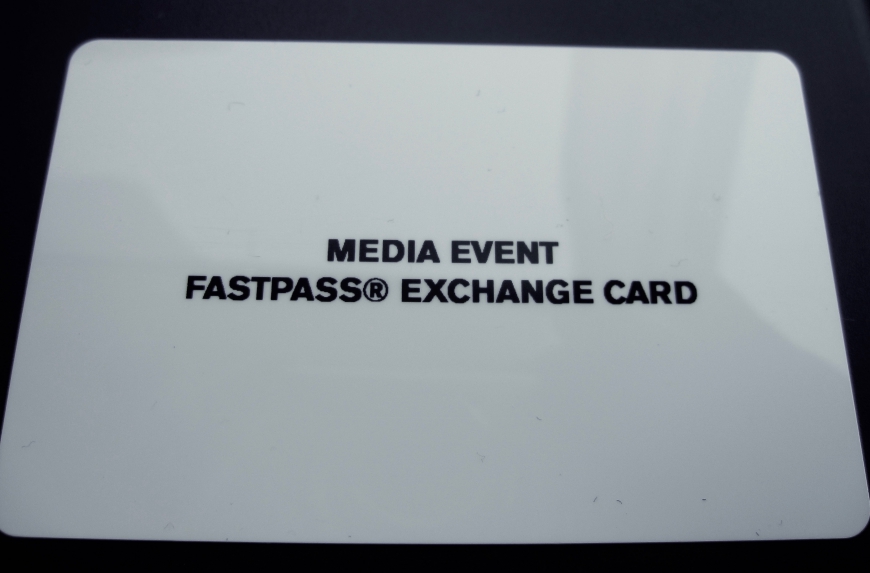 MEDIA EVENT
FASTPASS® EXCHANGE CARD